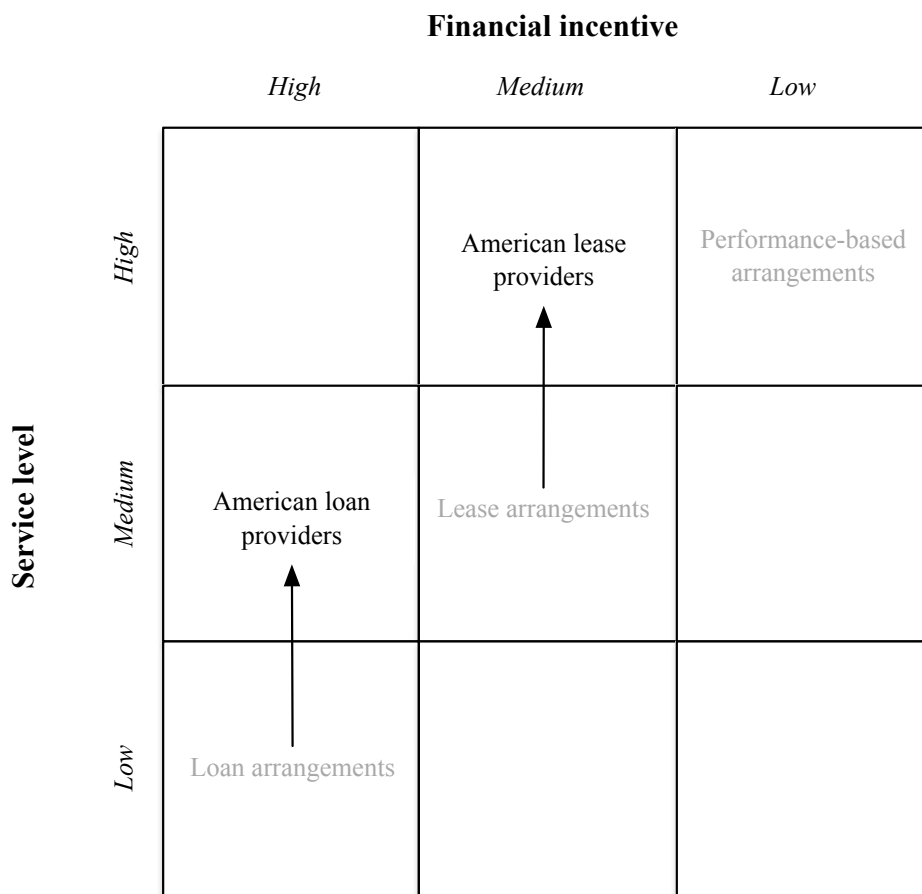 Financial incentive
High Medium Low
High
American lease
providers
Performance-based
arrangements
Service level
Medium
American loan
providers
Lease arrangements
Low
Loan arrangements